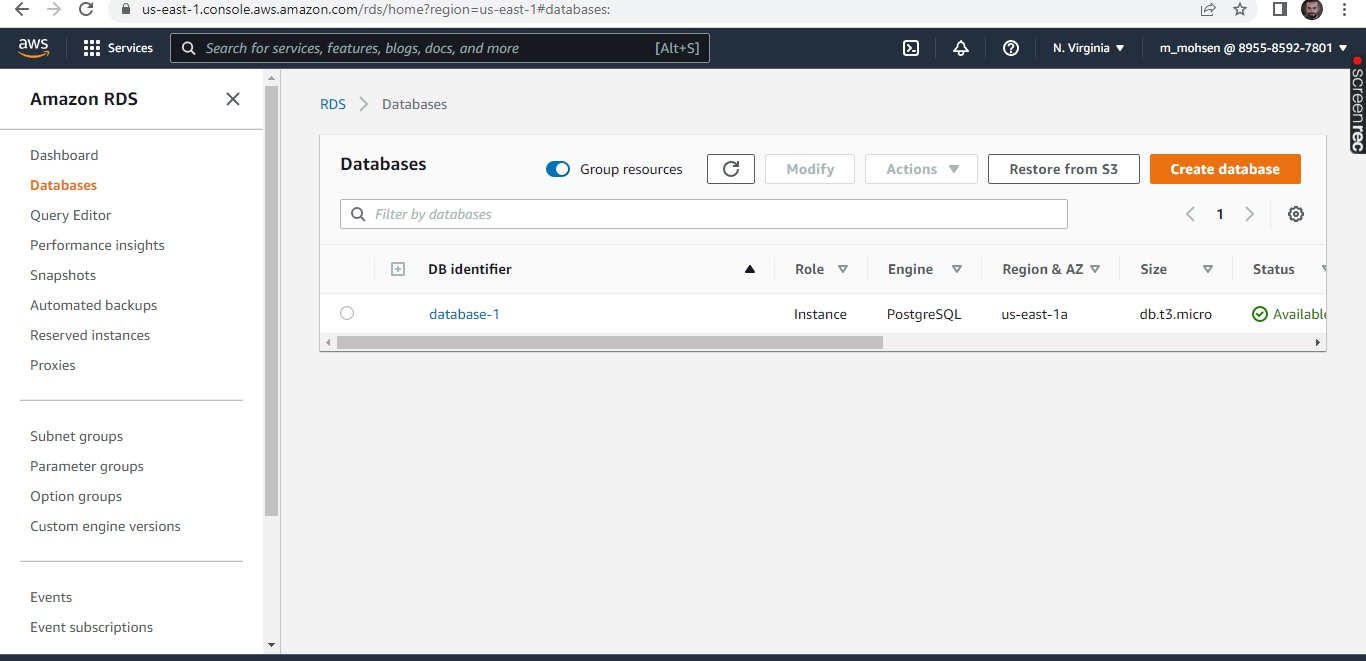 us-east-1.console.aws.amazon.com/rds/home?region=us-east-1#databases:
aws Services Search for services, features, blogs, docs, and more [Alt+S] N. Virginia m_mohsen @ 8955-8592-7801
screenrec
Amazon RDS
Dashboard
Databases
Query Editor
Performance insights
Snapshots
Automated backups
Reserved instances
Proxies
Subnet groups
Parameter groups
Option groups
Custom engine versions
Events
Event subscriptions
RDS Databases
Databases Group resources Modify Actions Restore from S3 Create database
Filter by databases 1
DB identifier Role Engine Region & AZ Size Status
database-1 Instance PostgreSQL us-east-1a db.t3.micro Available